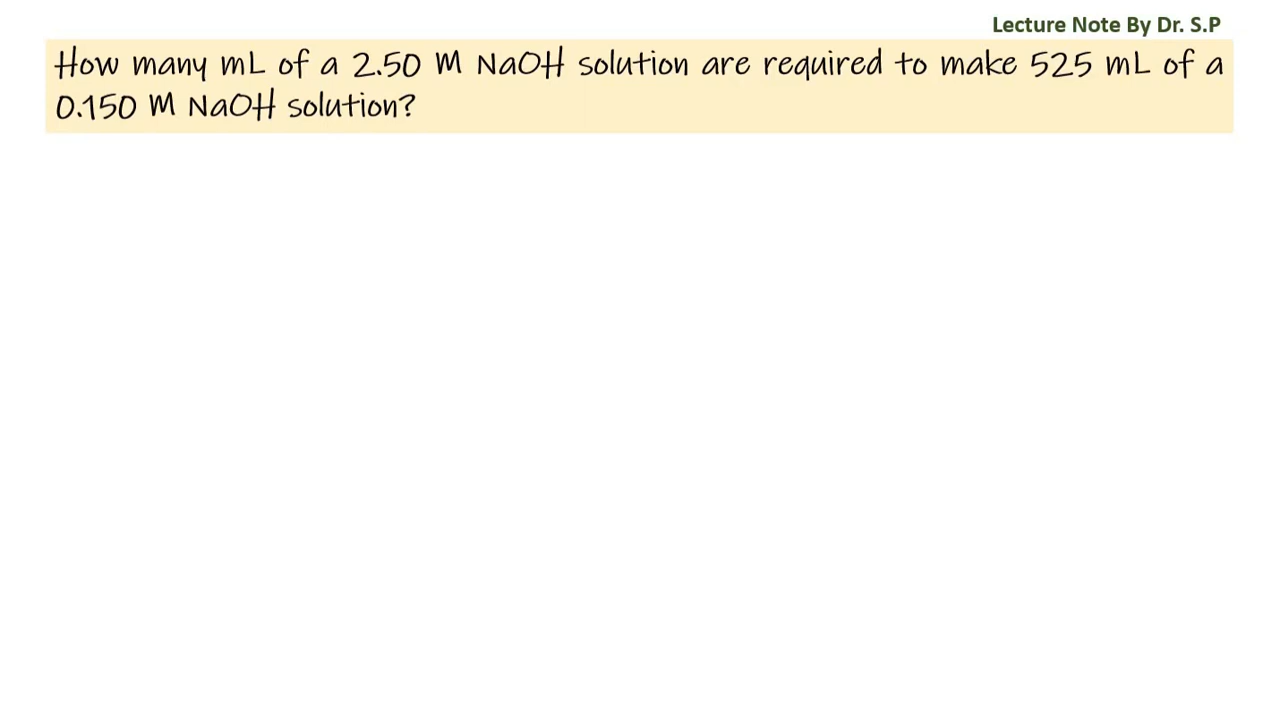 Lecture Note By Dr. S.P
How many mL of a 2.50 M NaOH solution are required to make 525 mL of a
0.150 M NaOH solution?